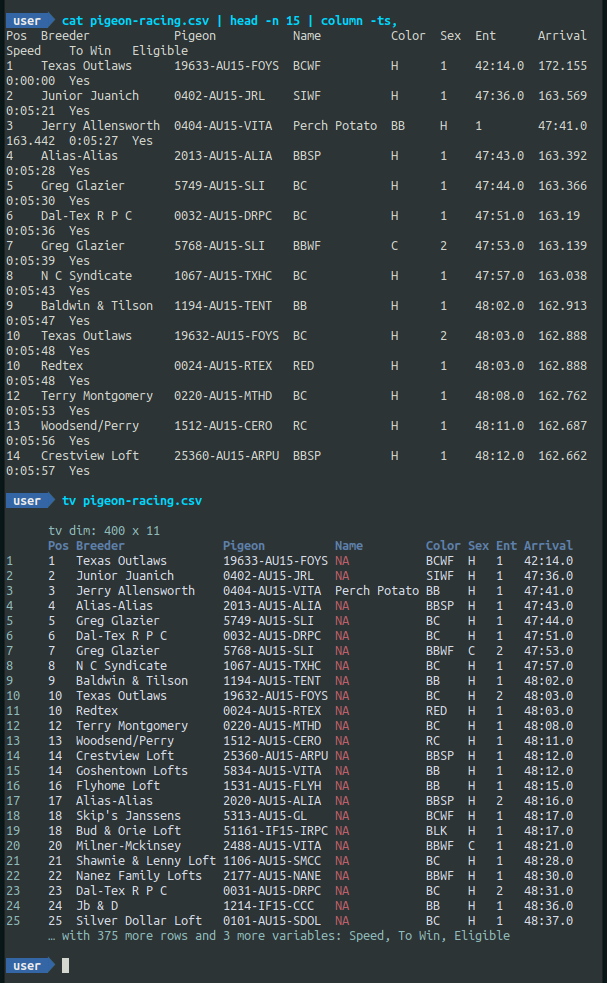 user cat pigeon-racing.csv | head -n 15 | column -ts,
Pos  Breeder            Pigeon           Name          Color  Sex  Ent      Arrival
Speed    To Win   Eligible
1    Texas Outlaws      19633-AU15-FOYS  BCWF          H      1    42:14.0  172.155
0:00:00  Yes
2    Junior Juanich     0402-AU15-JRL    SIWF          H      1    47:36.0  163.569
0:05:21  Yes
3    Jerry Allensworth  0404-AU15-VITA   Perch Potato  BB     H    1        47:41.0
163.442  0:05:27  Yes
4    Alias-Alias        2013-AU15-ALIA   BBSP          H      1    47:43.0  163.392
0:05:28  Yes
5    Greg Glazier       5749-AU15-SLI    BC            H      1    47:44.0  163.366
0:05:30  Yes
6    Dal-Tex R P C      0032-AU15-DRPC   BC            H      1    47:51.0  163.19
0:05:36  Yes
7    Greg Glazier       5768-AU15-SLI    BBWF          C      2    47:53.0  163.139
0:05:39  Yes
8    N C Syndicate      1067-AU15-TXHC   BC            H      1    47:57.0  163.038
0:05:43  Yes
9    Baldwin & Tilson   1194-AU15-TENT   BB            H      1    48:02.0  162.913
0:05:47  Yes
10   Texas Outlaws      19632-AU15-FOYS  BC            H      2    48:03.0  162.888
0:05:48  Yes
10   Redtex             0024-AU15-RTEX   RED           H      1    48:03.0  162.888
0:05:48  Yes
12   Terry Montgomery   0220-AU15-MTHD   BC            H      1    48:08.0  162.762
0:05:53  Yes
13   Woodsend/Perry     1512-AU15-CERO   RC            H      1    48:11.0  162.687
0:05:56  Yes
14   Crestview Loft     25360-AU15-ARPU  BBSP          H      1    48:12.0  162.662
0:05:57  Yes
user tv pigeon-racing.csv
tv dim: 400 x 11
Pos Breeder             Pigeon          Name         Color Sex Ent Arrival
1     1  Texas Outlaws        19633-AU15-FOYS NA           BCWF  H   1   42:14.0
2     2  Junior Juanich       0402-AU15-JRL   NA           SIWF  H   1   47:36.0
3     3  Jerry Allensworth    0404-AU15-VITA  Perch Potato BB    H   1   47:41.0
4     4  Alias-Alias          2013-AU15-ALIA  NA           BBSP  H   1   47:43.0
5     5  Greg Glazier         5749-AU15-SLI   NA           BC    H   1   47:44.0
6     6  Dal-Tex R P C        0032-AU15-DRPC  NA           BC    H   1   47:51.0
7     7  Greg Glazier         5768-AU15-SLI   NA           BBWF  C   2   47:53.0
8     8  N C Syndicate        1067-AU15-TXHC  NA           BC    H   1   47:57.0
9     9  Baldwin & Tilson     1194-AU15-TENT  NA           BB    H   1   48:02.0
10    10 Texas Outlaws        19632-AU15-FOYS NA           BC    H   2   48:03.0
11    10 Redtex               0024-AU15-RTEX  NA           RED   H   1   48:03.0
12    12 Terry Montgomery     0220-AU15-MTHD  NA           BC    H   1   48:08.0
13    13 Woodsend/Perry       1512-AU15-CERO  NA           RC    H   1   48:11.0
14    14 Crestview Loft       25360-AU15-ARPU NA           BBSP  H   1   48:12.0
15    14 Goshentown Lofts     5834-AU15-VITA  NA           BB    H   1   48:12.0
16    16 Flyhome Loft         1531-AU15-FLYH  NA           BB    H   1   48:15.0
17    17 Alias-Alias          2020-AU15-ALIA  NA           BBSP  H   2   48:16.0
18    18 Skip's Janssens      5313-AU15-GL    NA           BCWF  H   1   48:17.0
19    18 Bud & Orie Loft      51161-IF15-IRPC NA           BLK   H   1   48:17.0
20    20 Milner-Mckinsey      2488-AU15-VITA  NA           BBWF  C   1   48:21.0
21    21 Shawnie & Lenny Loft 1106-AU15-SMCC  NA           BC    H   1   48:28.0
22    22 Nanez Family Lofts   2177-AU15-NANE  NA           BBWF  H   1   48:30.0
23    23 Dal-Tex R P C        0031-AU15-DRPC  NA           BC    H   2   48:31.0
24    24 Jb & D               1214-IF15-CCC   NA           BB    H   1   48:36.0
25    25 Silver Dollar Loft   0101-AU15-SDOL  NA           BC    H   1   48:37.0
… with 375 more rows and 3 more variables: Speed, To Win, Eligible
user